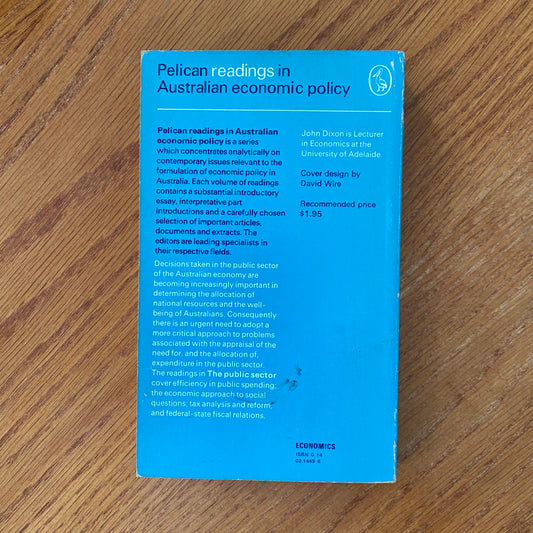 Pelican readings in
Australian economic policy
Pelican readings in Australian
economic policy is a series
which concentrates analytically on
contemporary issues relevant to the
formulation of economic policy in
Australia. Each volume of readings
contains a substantial introductory
essay, interpretative part
introductions and a carefully chosen
selection of important articles,
documents and extracts. The
editors are leading specialists in
their respective fields.
Decisions taken in the public sector
of the Australian economy are
becoming increasingly important in
determining the allocation of
national resources and the well-
being of Australians. Consequently
there is an urgent need to adopt a
more critical approach to problems
associated with the appraisal of the
need for, and the allocation of,
expenditure in the public sector.
The readings in The public sector
cover efficiency in public spending;
the economic approach to social
questions; tax analysis and reform;
and federal-state fiscal relations.
John Dixon is Lecturer
in Economics at the
University of Adelaide.
Cover design by
David Wire
Recommended price
$1.95
ECONOMICS
ISBN 0 14
02.1449 6